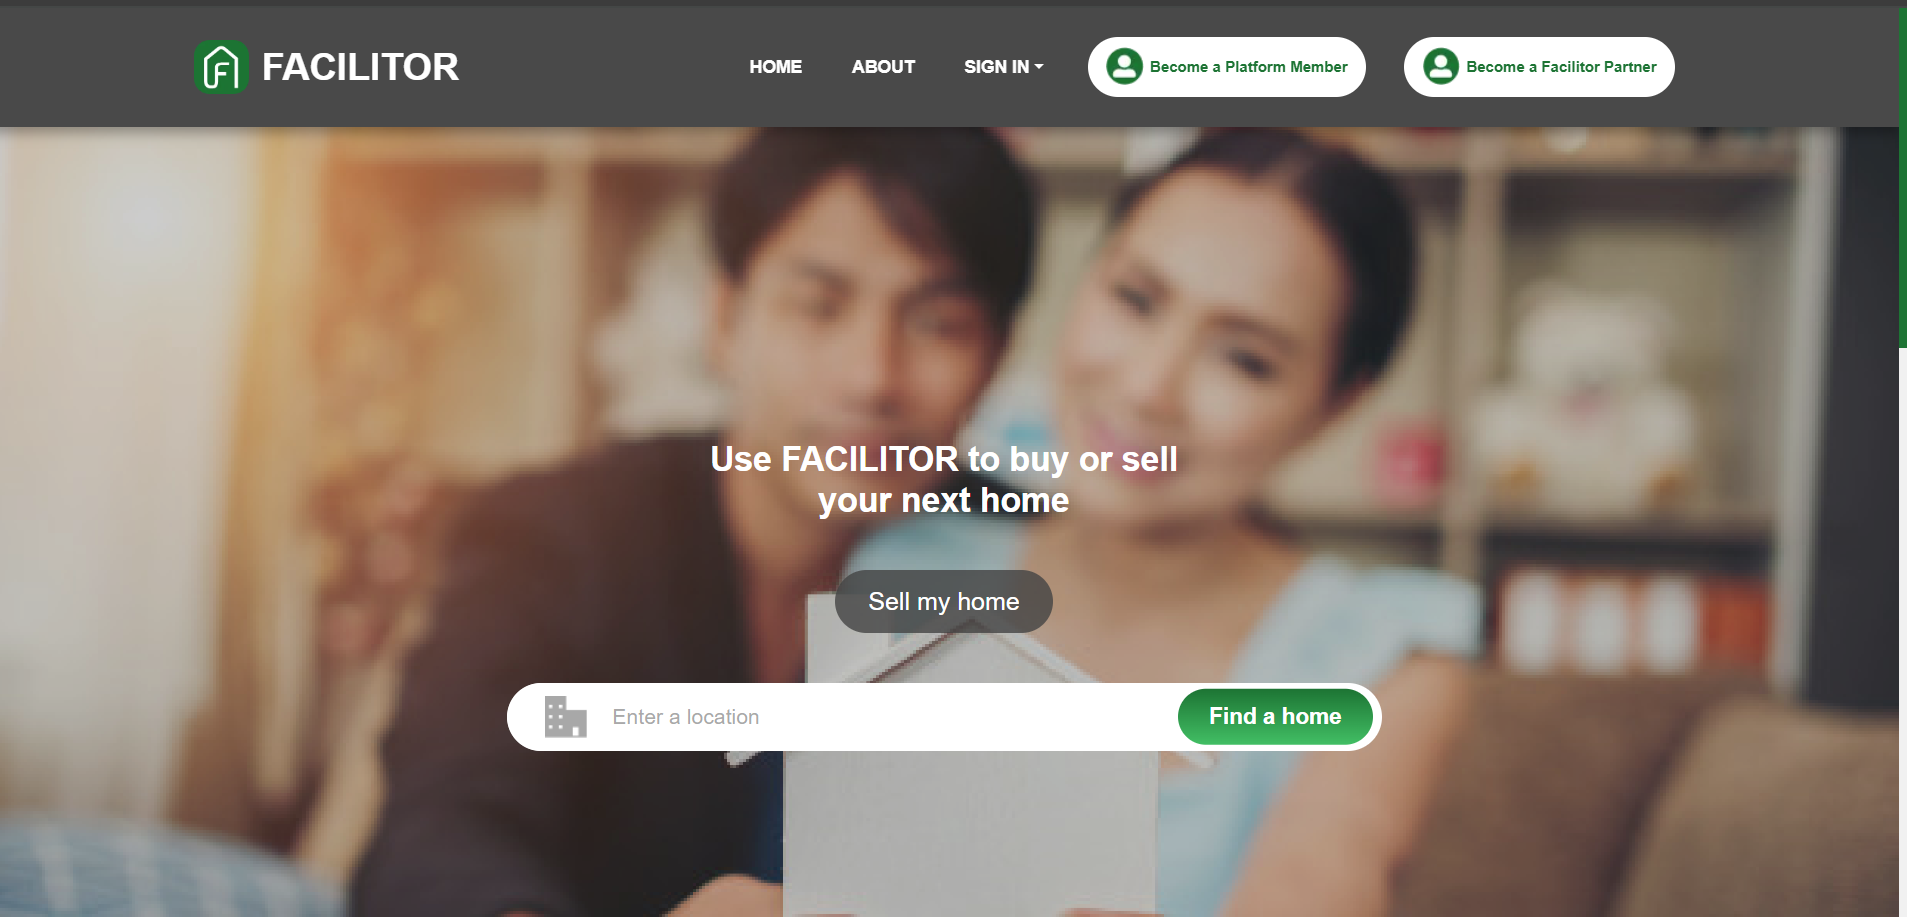 FACILITOR
HOME
ABOUT
SIGN IN
Become a Platform Member
Become a Facilitor Partner
Use FACILITOR to buy or sell
your next home
Sell my home
Enter a location
Find a home